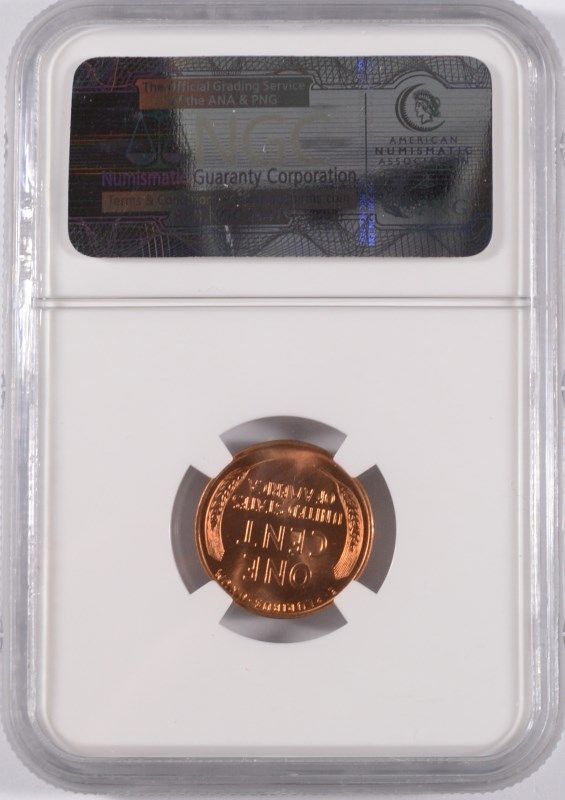 The Official Grading Service
of the ANA & PNG
NGC
Numismatic Guaranty Corporation
AMERICAN
NUMISMATIC
ASSOCIATION
ONE
CENT
UNITED STATES
OF AMERICA